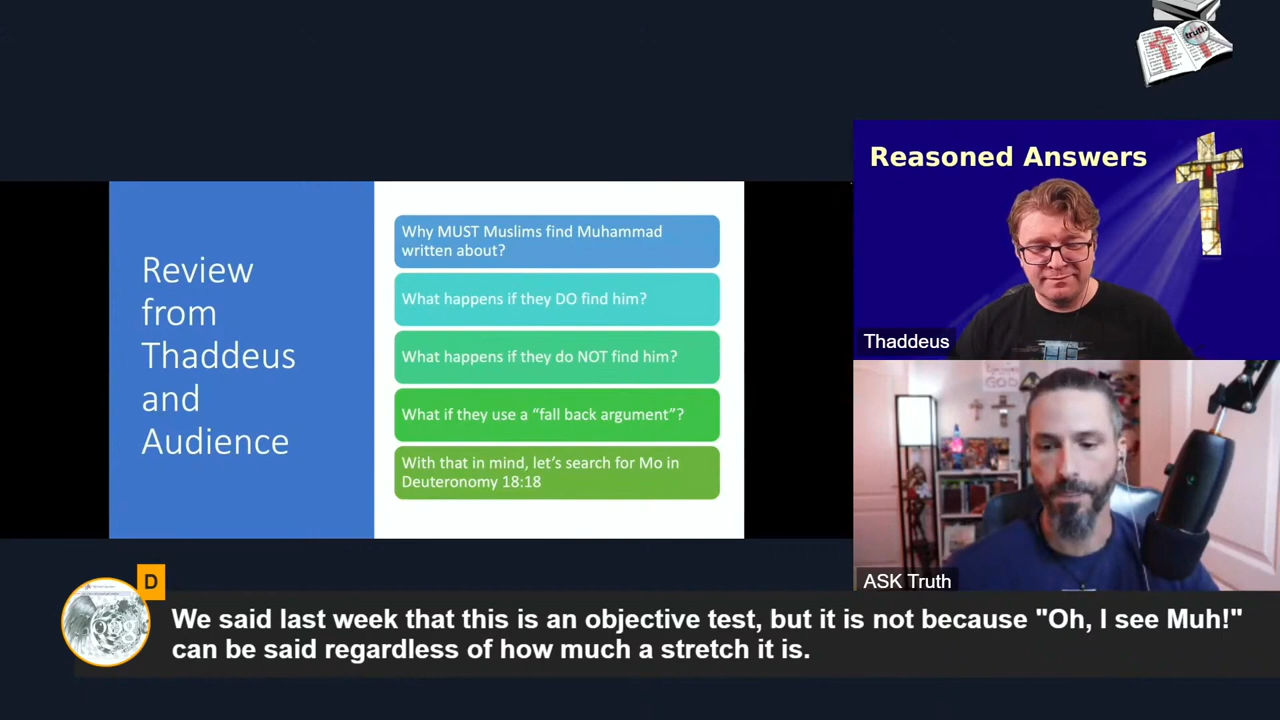 truth
Reasoned Answers
Review
from
Thaddeus
and
Audience
Why MUST Muslims find Muhammad
written about?
What happens if they DO find him?
What happens if they do NOT find him?
What if they use a “fall back argument”?
With that in mind, let’s search for Mo in
Deuteronomy 18:18
Thaddeus
GOD
ASK Truth
D
We said last week that this is an objective test, but it is not because "Oh, I see Muh!"
can be said regardless of how much a stretch it is.